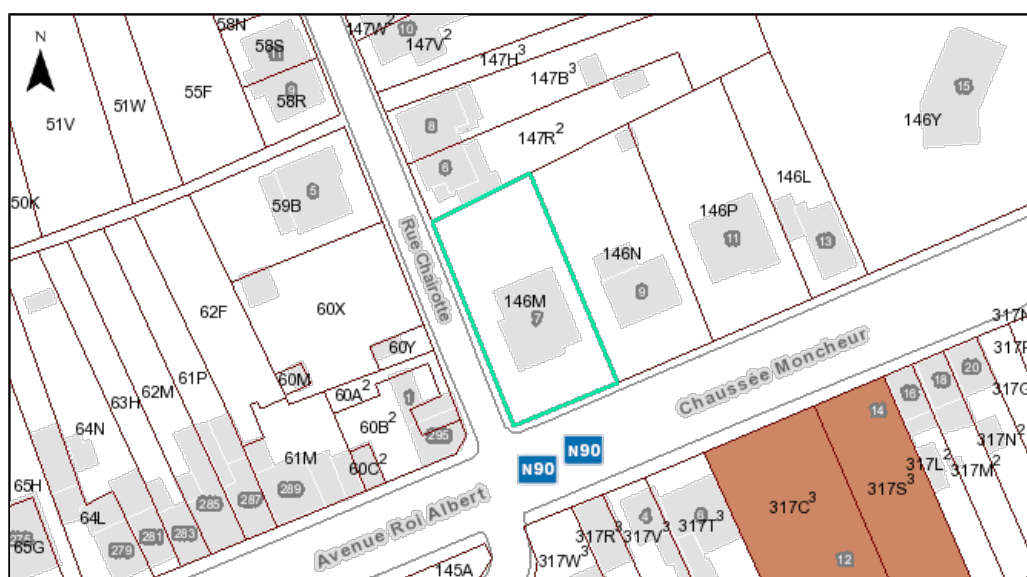 58N
147W²
10
147V²
N
58S
11
147H³
55F
9
147B³
15
51W
58R
51V
8
146Y
147R²
6
146L
5
50K
59B
146P
Rue Chairotte
11
13
146N
9
62F
60X
146M
7
317P
60Y
Chaussée Moncheur
61P
60M
20
62M
60A²
1
18
317G
63H
16
14
64N
60B²
295
317N²
61M
N90
N90
317L²
317M²
60C²
65H
289
317S³
285
287
317C³
64L
Avenue Roi Albert
4
6
317T³
283
281
317R³
317V³
279
65G
317W³
12
145A